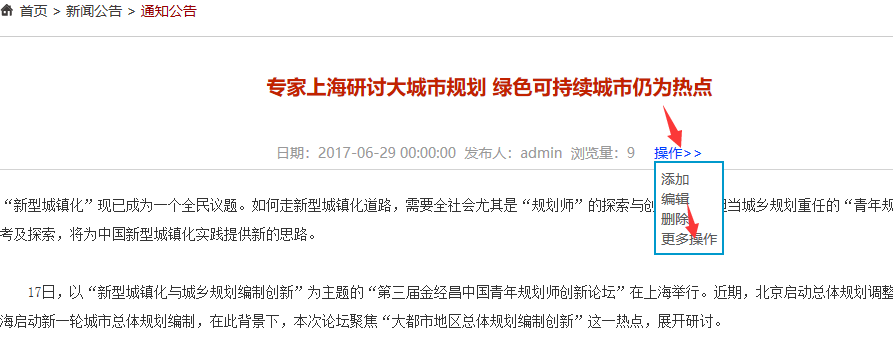 首页 > 新闻公告 > 通知公告
专家上海研讨大城市规划 绿色可持续城市仍为热点
日期：2017-06-29 00:00:00 发布人：admin 浏览量：9 操作>>
添加
编辑
删除
更多操作
“新型城镇化”现已成为一个全民议题。如何走新型城镇化道路，需要全社会尤其是“规划师”的探索与创 当城乡规划重任的“青年规
考及探索，将为中国新型城镇化实践提供新的思路。
17日，以“新型城镇化与城乡规划编制创新”为主题的“第三届金经昌中国青年规划师创新论坛”在上海举行。近期，北京启动总体规划调整
海启动新一轮城市总体规划编制，在此背景下，本次论坛聚焦“大都市地区总体规划编制创新”这一热点，展开研讨。